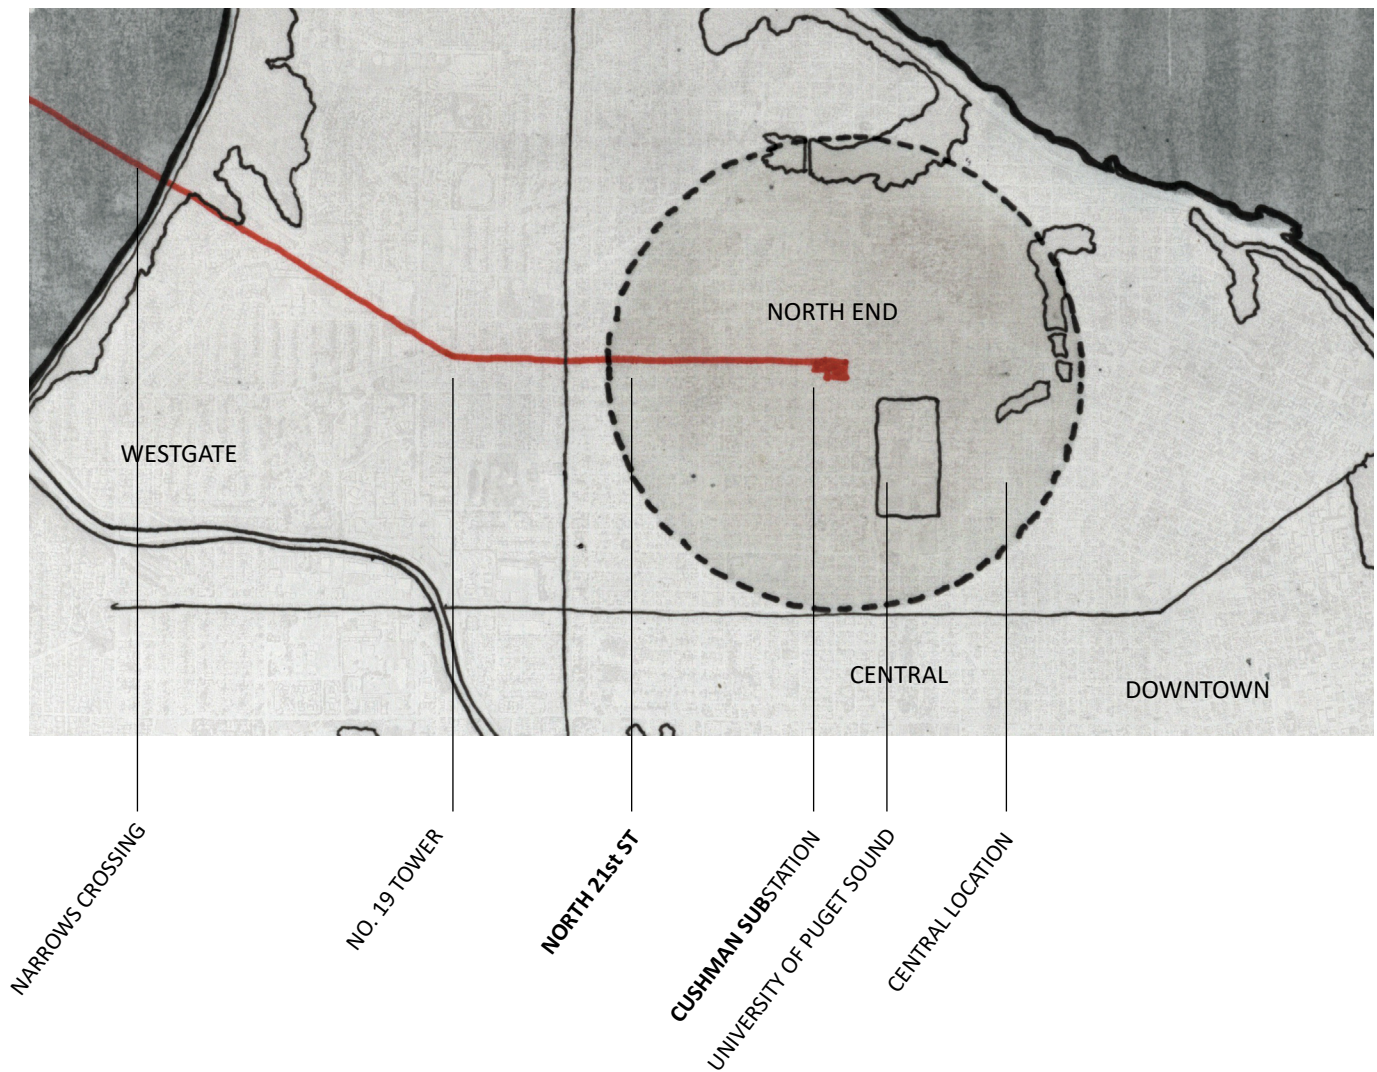 NORTH END
WESTGATE
CENTRAL
DOWNTOWN
NARROWS CROSSING
NO. 19 TOWER
NORTH 21st ST
CUSHMAN SUBSTATION
UNIVERSITY OF PUGET SOUND
CENTRAL LOCATION